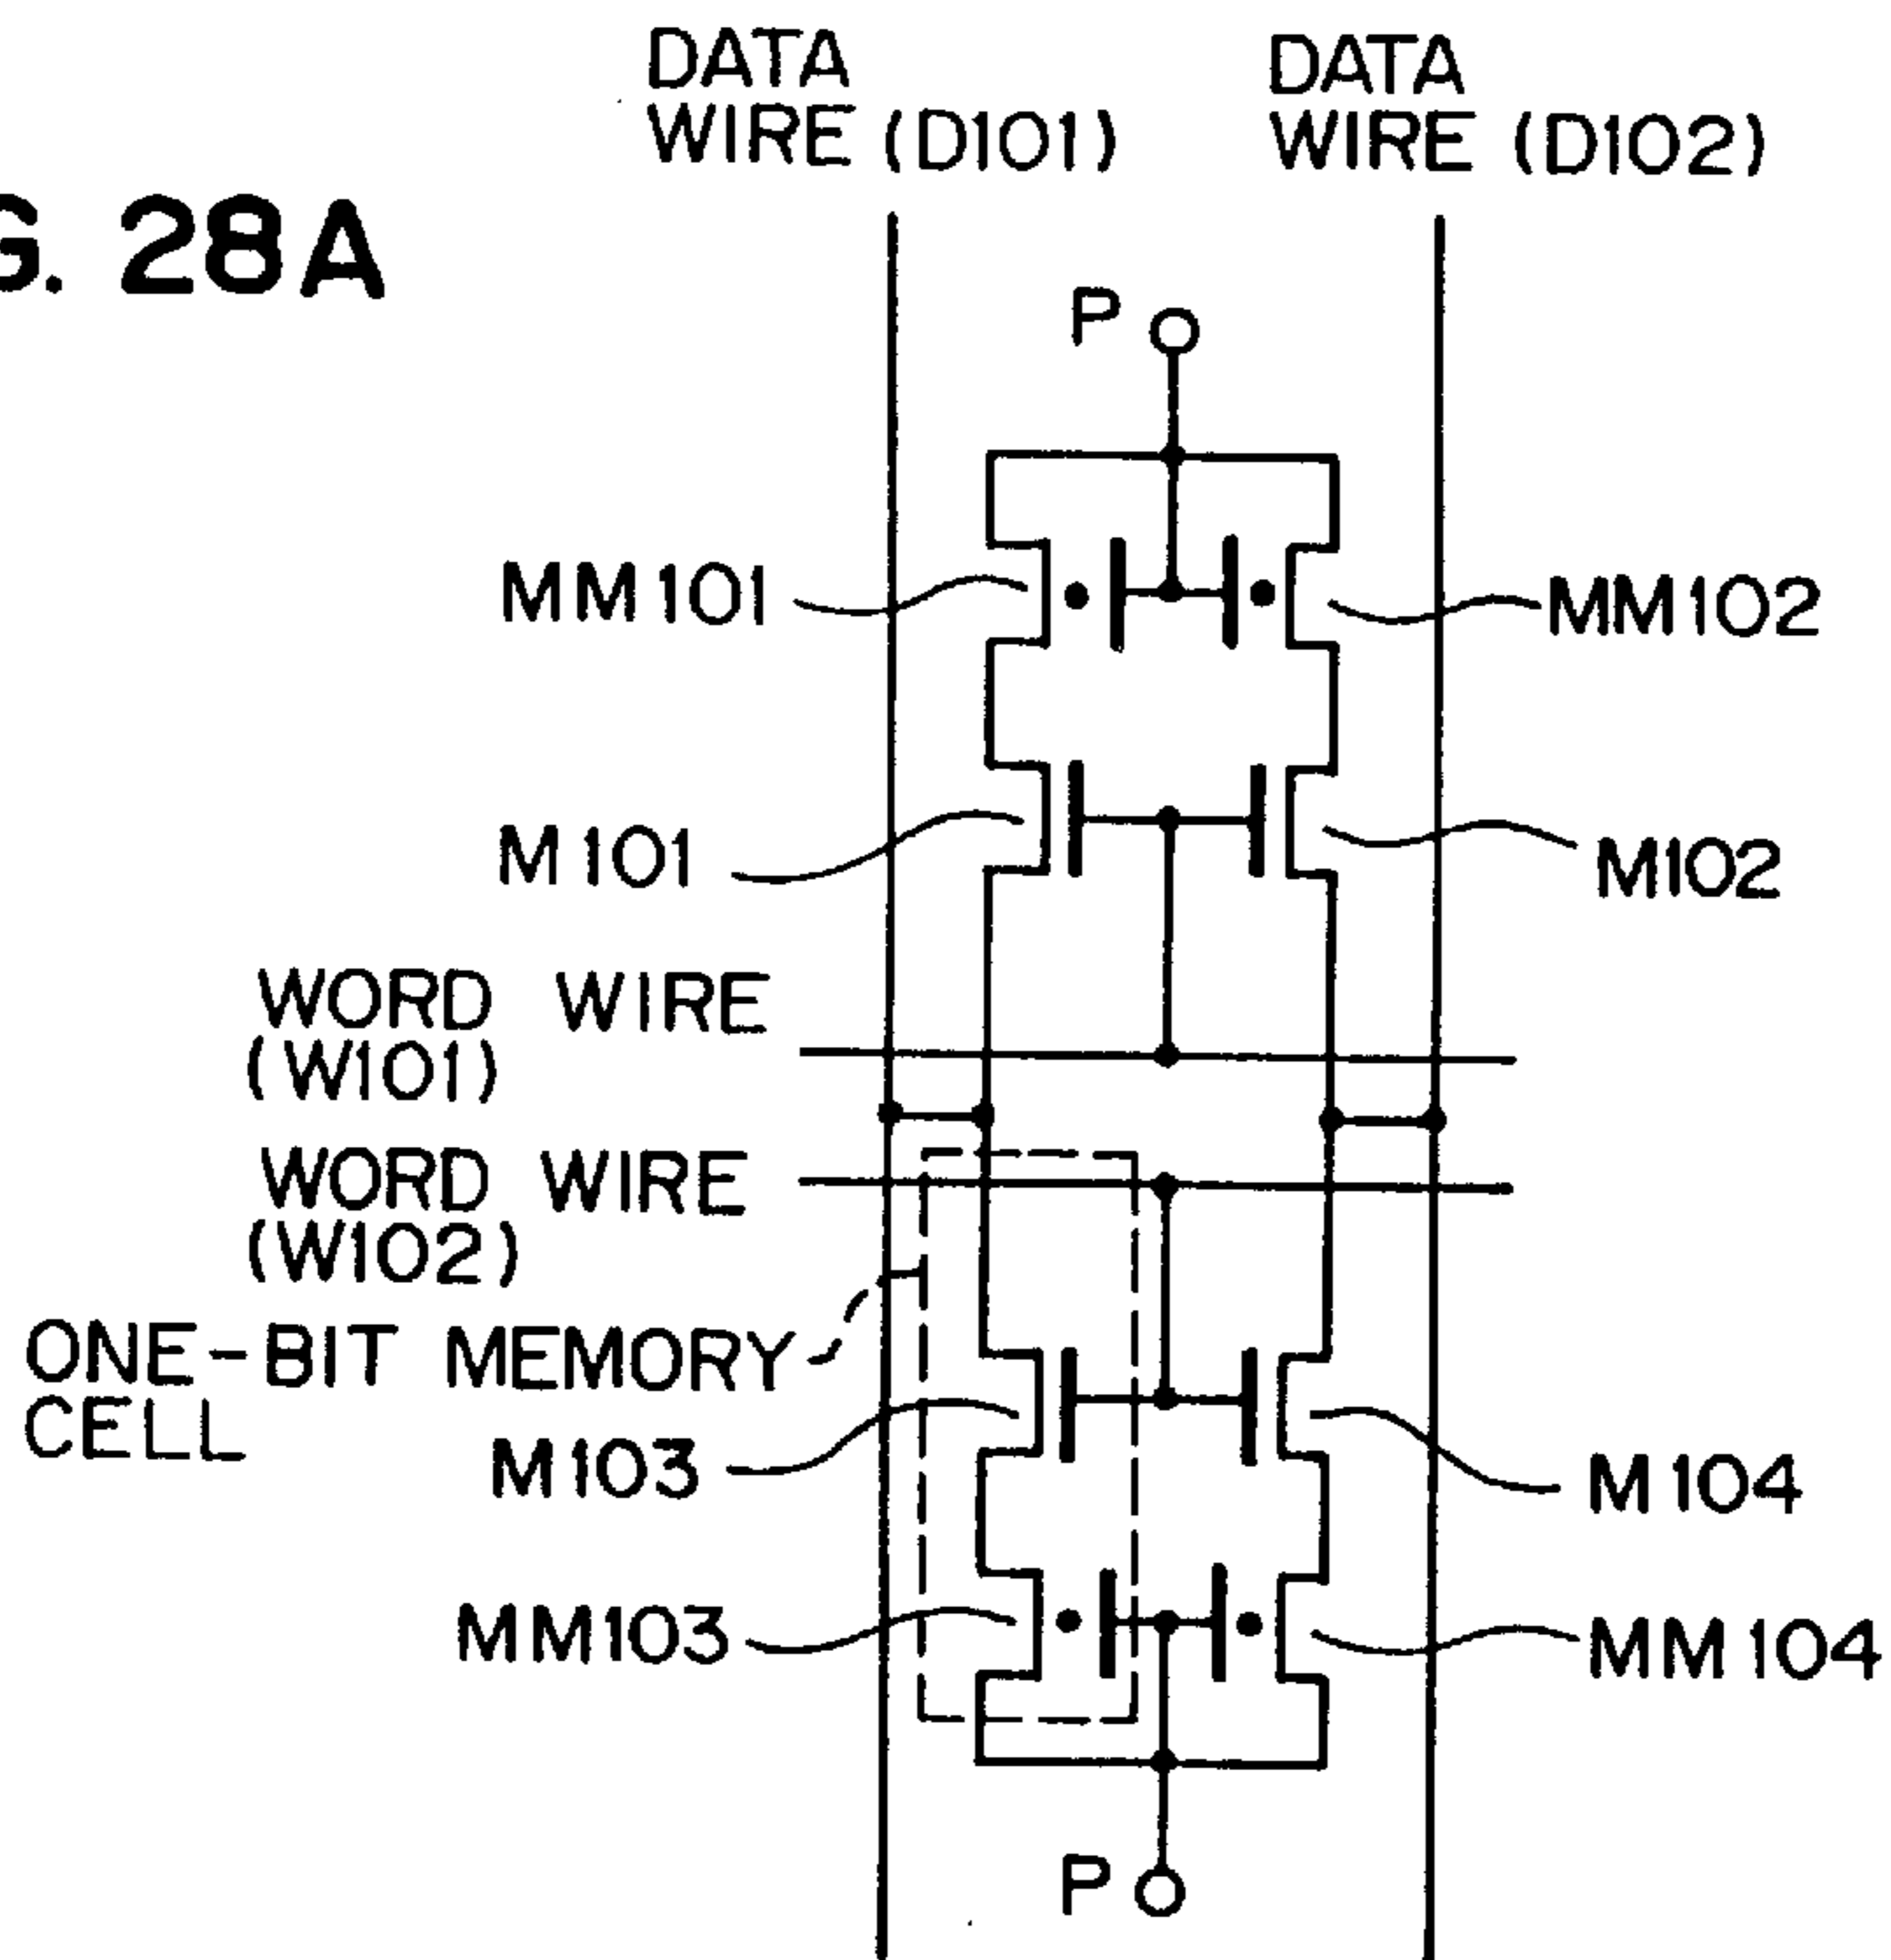 DATA
WIRE (D101)
DATA
WIRE (D102)
G. 28A
P
MM101
MM102
M101
M102
WORD WIRE
(W101)
WORD WIRE
(W102)
ONE-BIT MEMORY
CELL
M103
M104
MM103
MM104
P